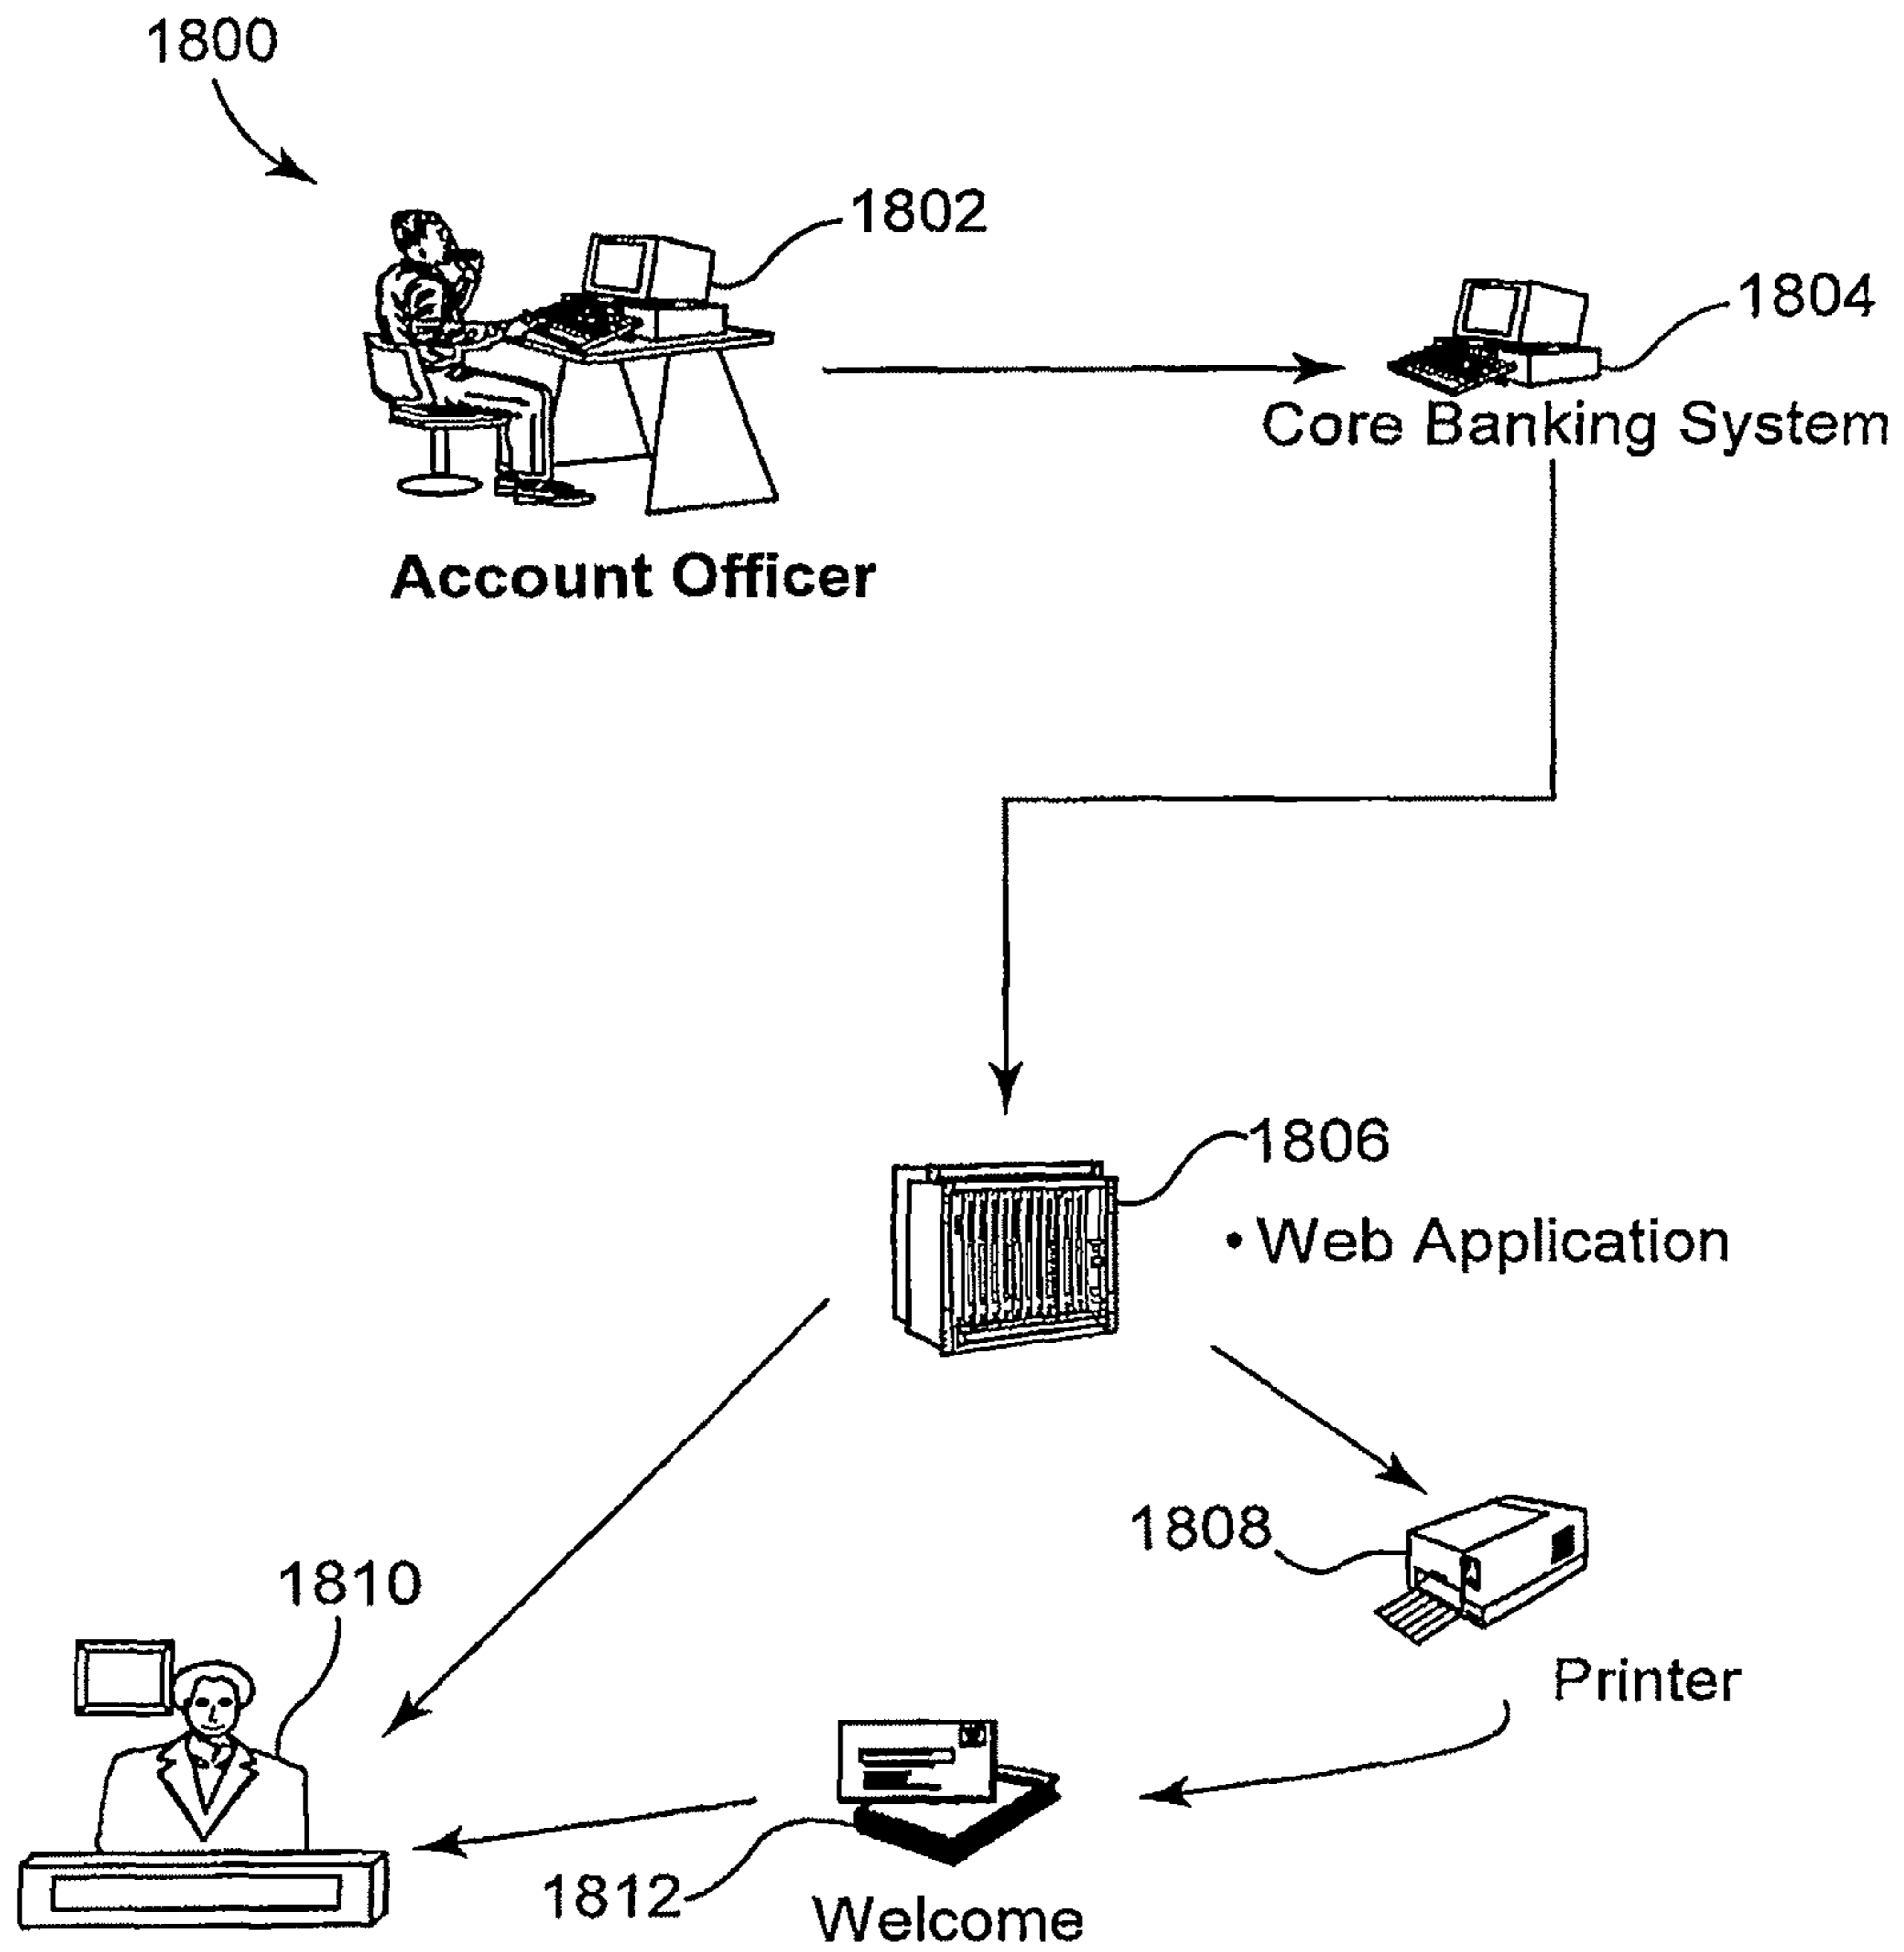 1800
1802
1804
Core Banking System
Account Officer
1806
• Web Application
1808
1810
Printer
1812
Welcome